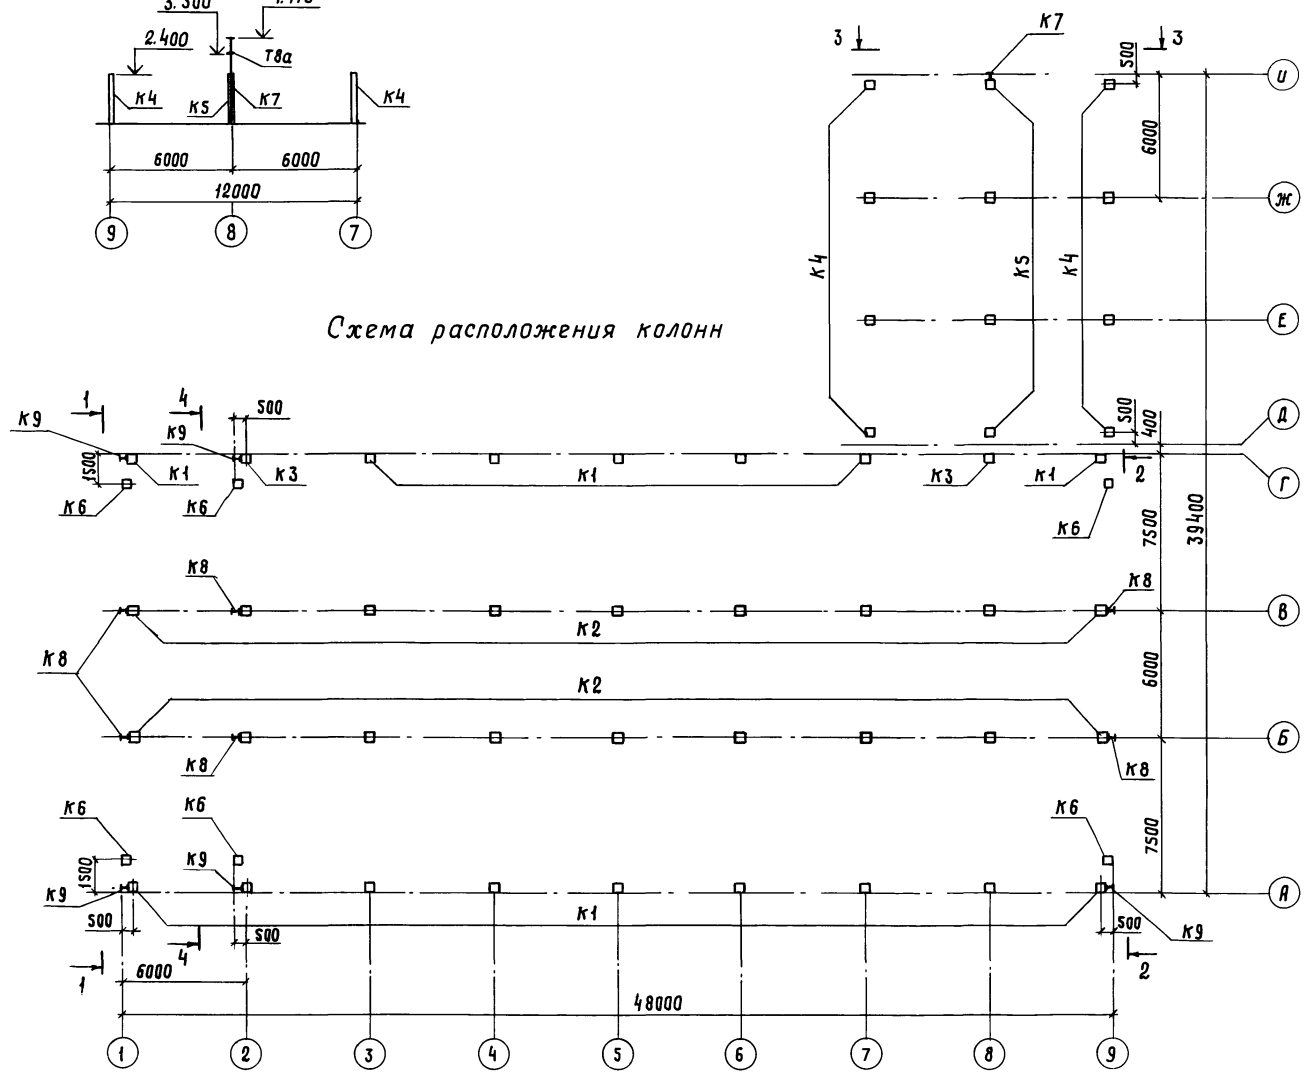 3.300
2.400
Т8а
К4
К5
К7
К4
6000
6000
12000
9
8
7
3
К7
3
500
И
6000
Ж
К4
К5
К4
Е
Схема расположения колонн
1
4
500
500
400
Д
К9
К9
1500
К1
К3
К1
К3
К1
2
Г
К6
К6
К6
7500
39400
К8
К8
В
К2
К8
6000
К2
Б
К8
К8
К6
К6
К6
7500
1500
К9
К9
А
К1
500
500
500
К9
4
1
6000
2
48000
1
2
3
4
5
6
7
8
9